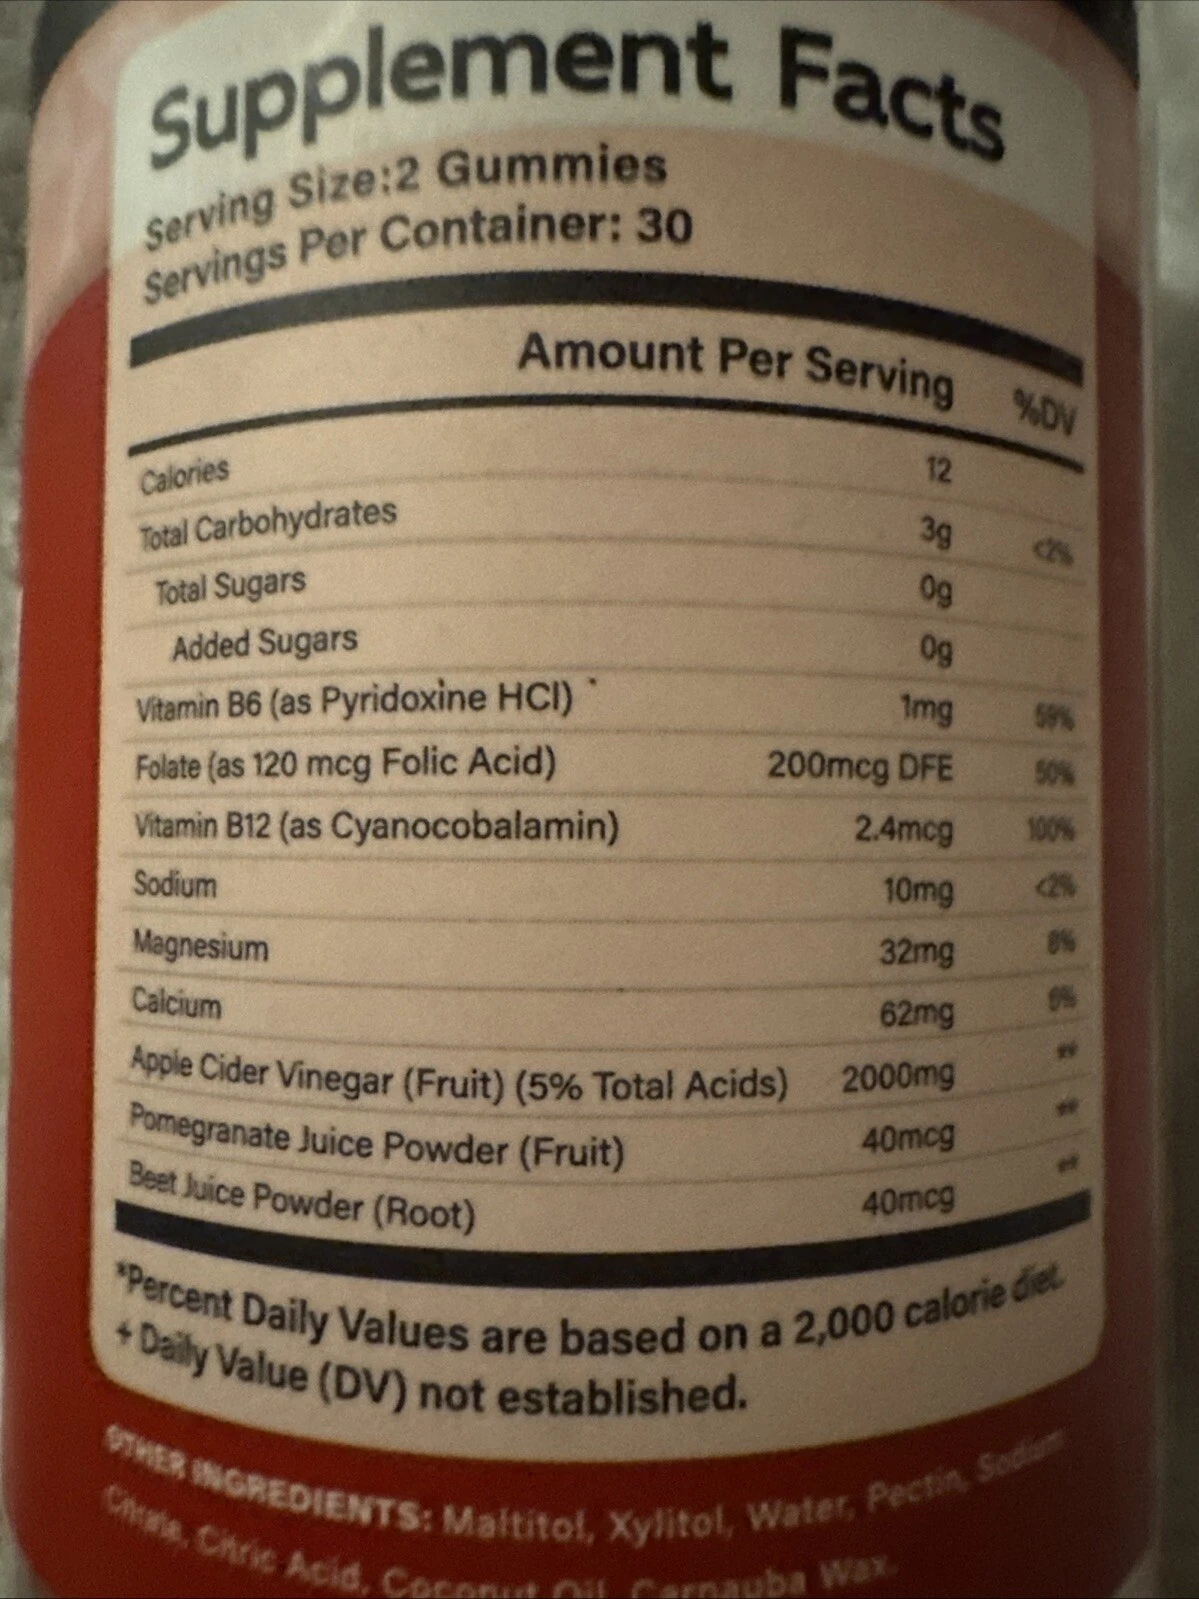 Supplement Facts
Serving Size:2 Gummies
Servings Per Container: 30
Amount Per Serving %DV
Calories 12
Total Carbohydrates 3g <2%
Total Sugars 0g
Added Sugars 0g
Vitamin B6 (as Pyridoxine HCl) 1mg 59%
Folate (as 120 mcg Folic Acid) 200mcg DFE 50%
Vitamin B12 (as Cyanocobalamin) 2.4mcg 100%
Sodium 10mg <2%
Magnesium 32mg 8%
Calcium 62mg
Apple Cider Vinegar (Fruit) (5% Total Acids) 2000mg **
Pomegranate Juice Powder (Fruit) 40mcg **
Beet Juice Powder (Root) 40mcg **
*Percent Daily Values are based on a 2,000 calorie diet.
+ Daily Value (DV) not established.
OTHER INGREDIENTS: Maltitol, Xylitol, Water, Pectin, Sodium
Citrate, Citric Acid, Coconut Oil, Carnauba Wax.